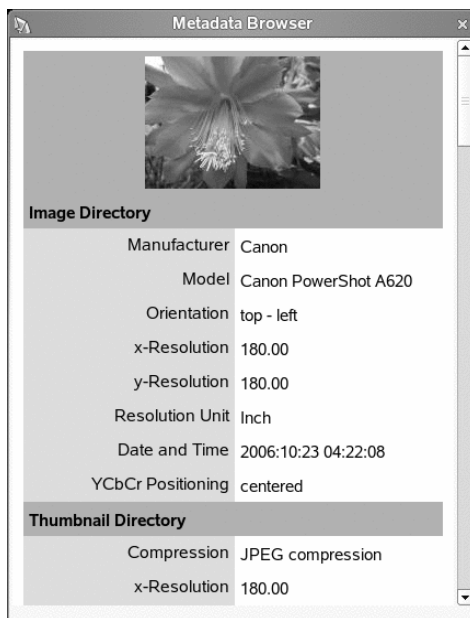 Metadata Browser
Image Directory
Manufacturer Canon
Model Canon PowerShot A620
Orientation top - left
x-Resolution 180.00
y-Resolution 180.00
Resolution Unit Inch
Date and Time 2006:10:23 04:22:08
YCbCr Positioning centered
Thumbnail Directory
Compression JPEG compression
x-Resolution 180.00